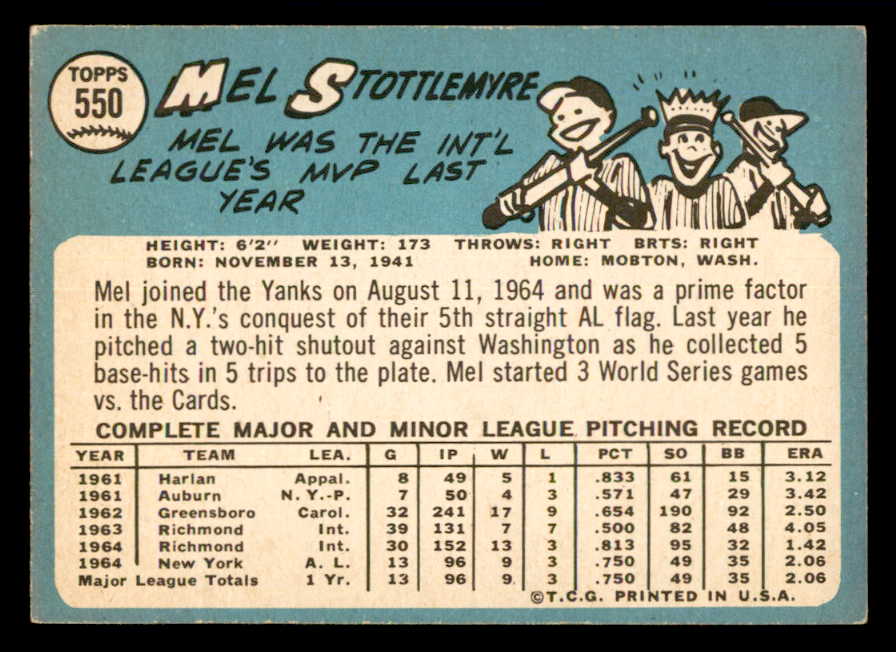 TOPPS
550
MEL STOTTLEMYRE
MEL WAS THE INT'L
LEAGUE'S MVP LAST
YEAR
HEIGHT: 6'2" WEIGHT: 173 THROWS: RIGHT BRTS: RIGHT
BORN: NOVEMBER 13, 1941 HOME: MOBTON, WASH.
Mel joined the Yanks on August 11, 1964 and was a prime factor
in the N.Y.'s conquest of their 5th straight AL flag. Last year he
pitched a two-hit shutout against Washington as he collected 5
base-hits in 5 trips to the plate. Mel started 3 World Series games
vs. the Cards.
COMPLETE MAJOR AND MINOR LEAGUE PITCHING RECORD
YEAR TEAM LEA. G IP W L PCT SO BB ERA
1961 Harlan Appal. 8 49 5 1 .833 61 15 3.12
1961 Auburn N.Y.-P. 7 50 4 3 .571 47 29 3.42
1962 Greensboro Carol. 32 241 17 9 .654 190 92 2.50
1963 Richmond Int. 39 131 7 7 .500 82 48 4.05
1964 Richmond Int. 30 152 13 3 .813 95 32 1.42
1964 New York A. L. 13 96 9 3 .750 49 35 2.06
Major League Totals 1 Yr. 13 96 9 3 .750 49 35 2.06
©T.C.G. PRINTED IN U.S.A.